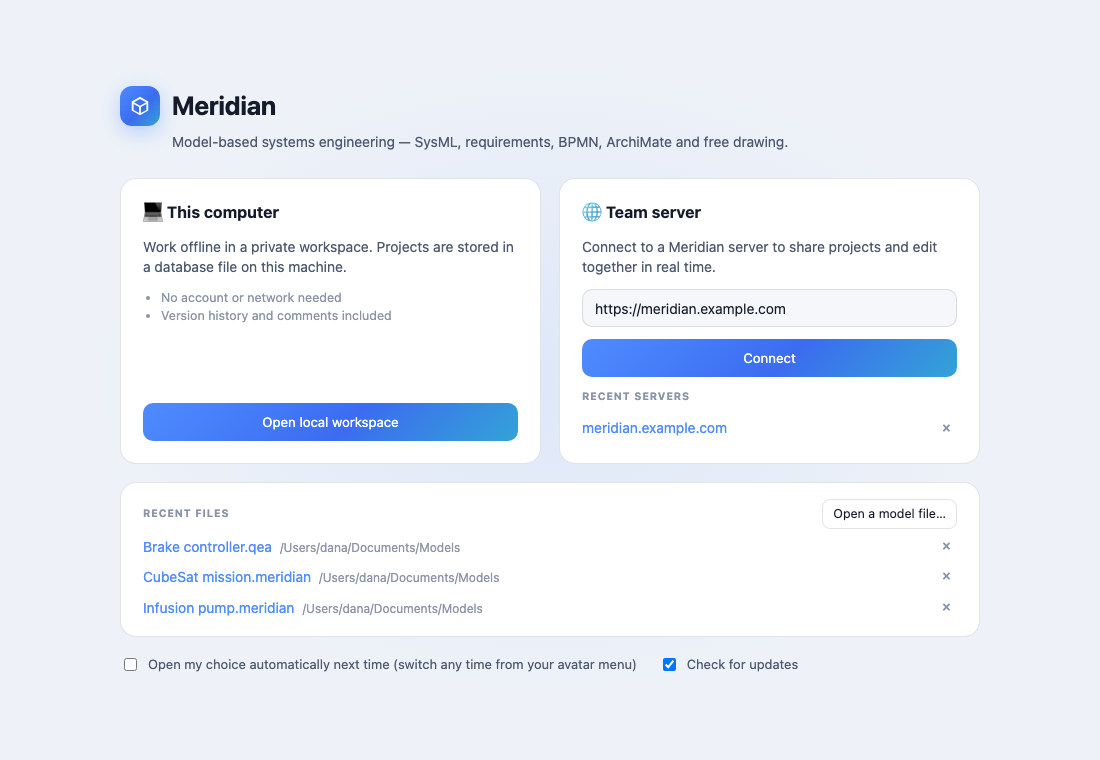 Meridian
Model-based systems engineering — SysML, requirements, BPMN, ArchiMate and free drawing.
This computer
Work offline in a private workspace. Projects are stored in
a database file on this machine.
• No account or network needed
• Version history and comments included
Open local workspace
Team server
Connect to a Meridian server to share projects and edit
together in real time.
https://meridian.example.com
Connect
RECENT SERVERS
meridian.example.com ×
RECENT FILES
Open a model file...
Brake controller.qea /Users/dana/Documents/Models ×
CubeSat mission.meridian /Users/dana/Documents/Models ×
Infusion pump.meridian /Users/dana/Documents/Models ×
Open my choice automatically next time (switch any time from your avatar menu)
Check for updates